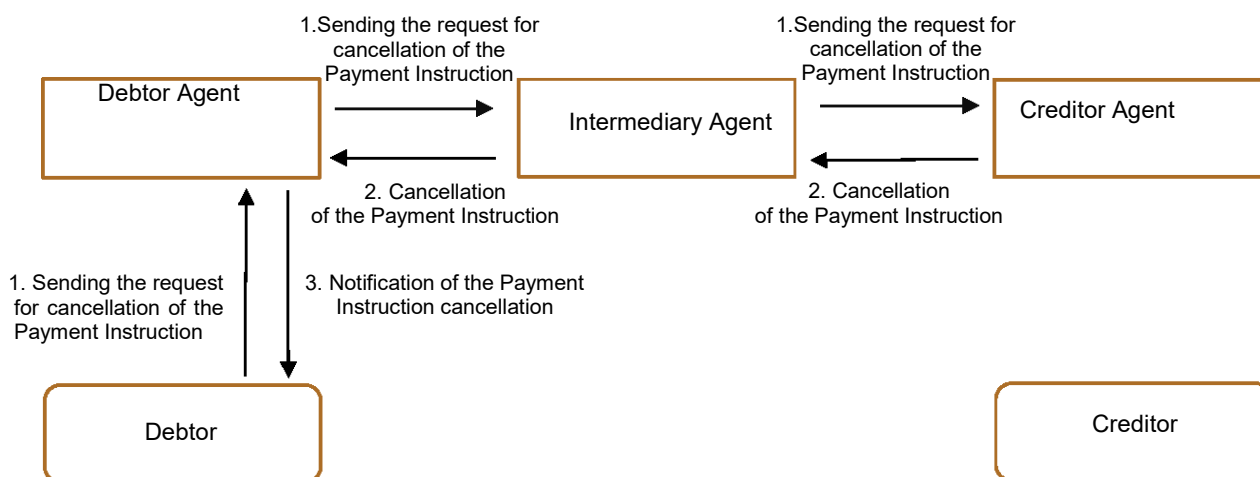 1.Sending the request for
cancellation of the
Payment Instruction
1.Sending the request for
cancellation of the
Payment Instruction
Debtor Agent
Intermediary Agent
Creditor Agent
2. Cancellation
of the Payment Instruction
2. Cancellation
of the Payment Instruction
1. Sending the request
for cancellation of the
Payment Instruction
3. Notification of the Payment
Instruction cancellation
Debtor
Creditor